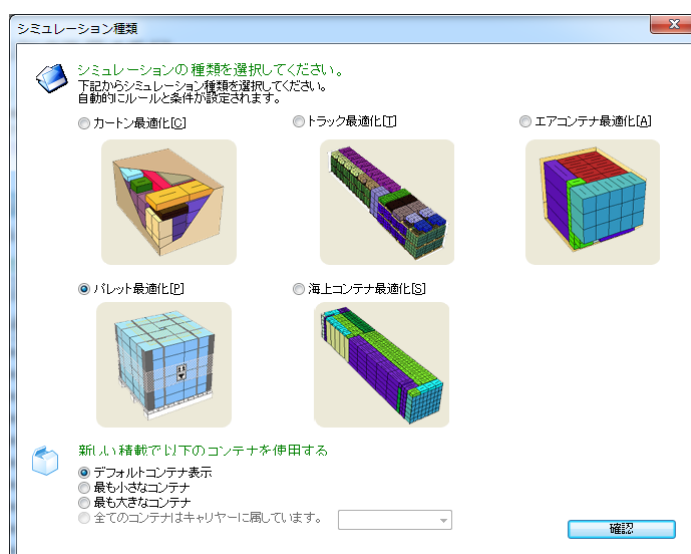 シミュレーション種類
シミュレーションの種類を選択してください。
下記からシミュレーション種類を選択してください。
自動的にルールと条件が設定されます。
カートン最適化[C]
トラック最適化[T]
エアコンテナ最適化[A]
パレット最適化[P]
海上コンテナ最適化[S]
新しい積載で以下のコンテナを使用する
デフォルトコンテナ表示
最も小さなコンテナ
最も大きなコンテナ
全てのコンテナはキャリヤーに属しています。
確認